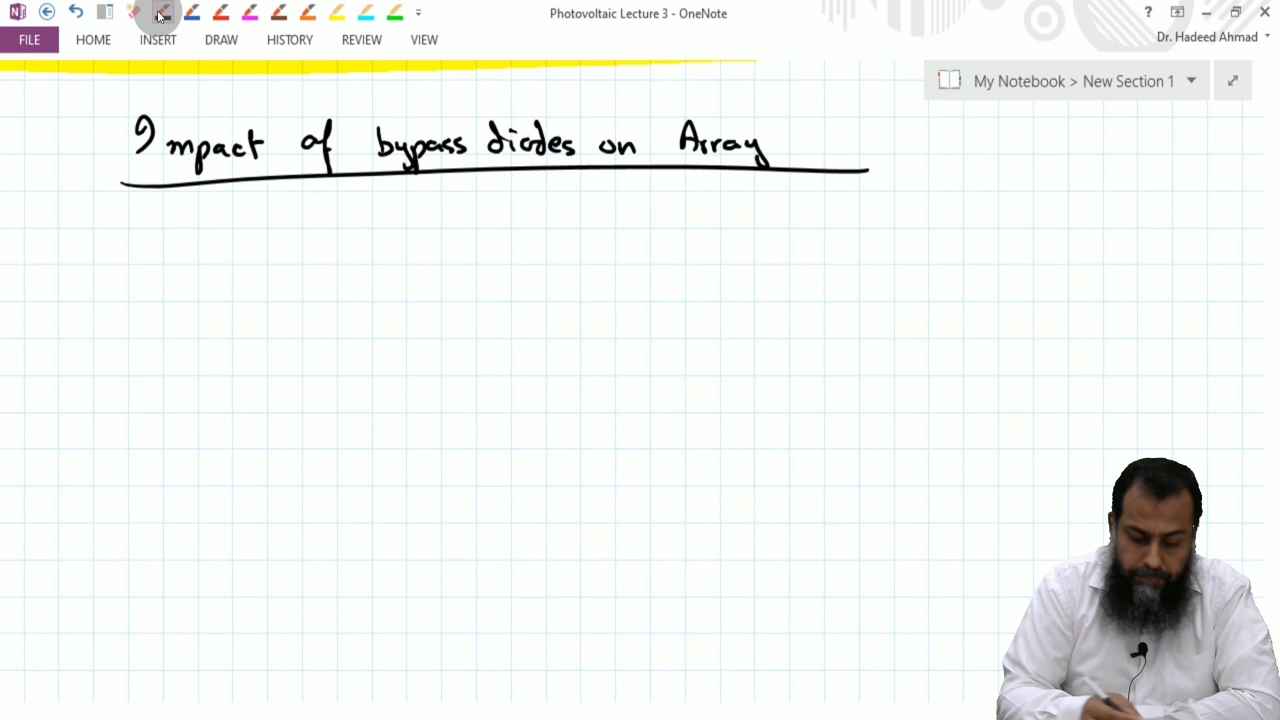 Photovoltaic Lecture 3 - OneNote
?
Dr. Hadeed Ahmad
FILE HOME INSERT DRAW HISTORY REVIEW VIEW
My Notebook > New Section 1
Impact of bypass diodes on Array